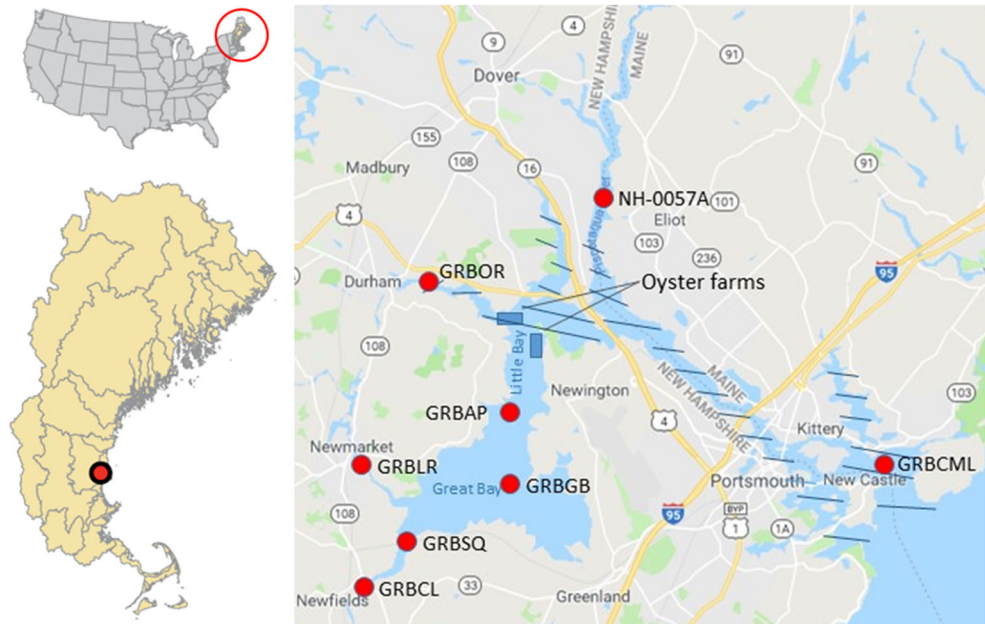 4
9
NEW HAMPSHIRE
MAINE
91
Dover
155
108
16
91
Madbury
NH-0057A
101
4
Eliot
103
GRBOR
236
95
Durham
Oyster farms
108
Little Bay
Newington
MAINE
NEW HAMPSHIRE
103
GRBAP
4
Kittery
Newmarket
GRBLR
GRBCML
Great Bay
GRBGB
Portsmouth
New Castle
108
95
BYP
1
1A
GRBSQ
GRBCL
33
Newfields
Greenland